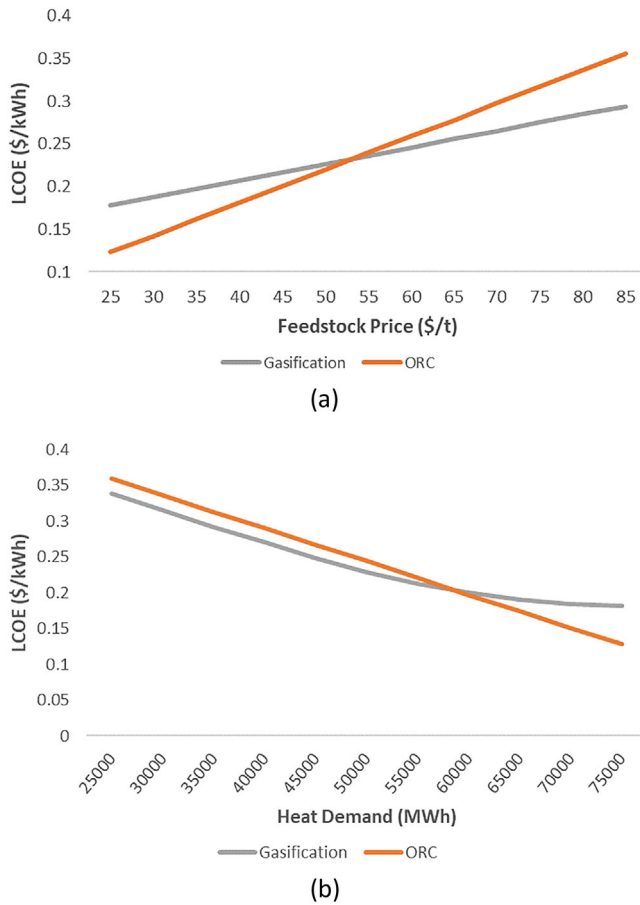 0.4
0.35
0.3
0.25
0.2
0.15
0.1
LCOE ($/kWh)
25 30 35 40 45 50 55 60 65 70 75 80 85
Feedstock Price ($/t)
Gasification ORC
(a)
0.4
0.35
0.3
0.25
0.2
0.15
0.1
0.05
0
LCOE ($/kWh)
25000 30000 35000 40000 45000 50000 55000 60000 65000 70000 75000
Heat Demand (MWh)
Gasification ORC
(b)